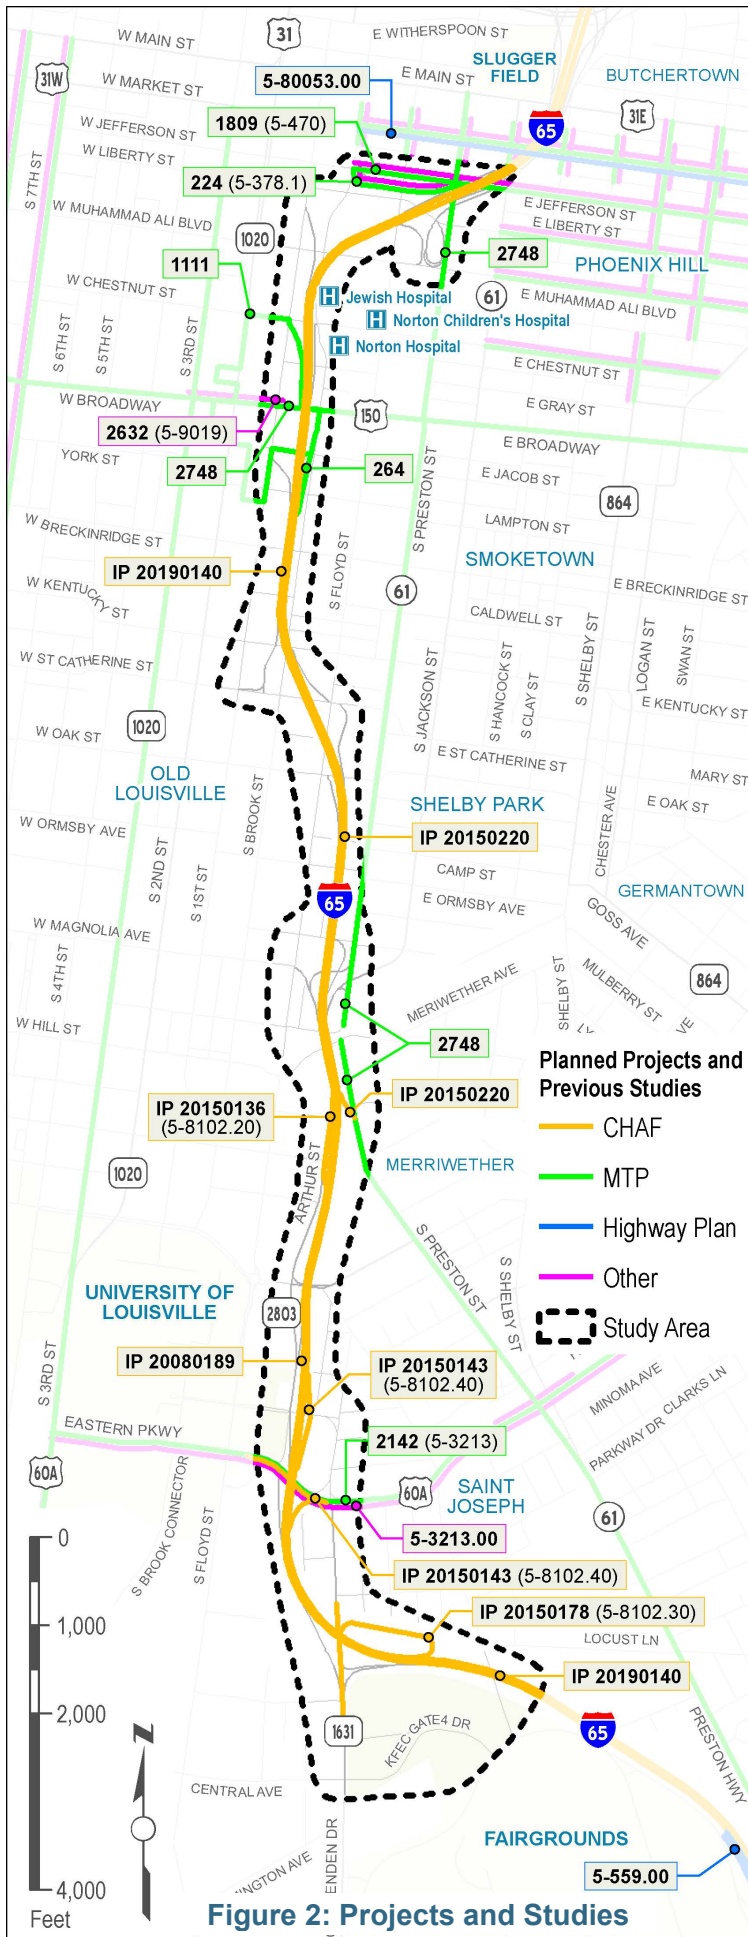 W MAIN ST
31
E WITHERSPOON ST
SLUGGER
FIELD
BUTCHERTOWN
31W
W MARKET ST
5-80053.00
E MAIN ST
E MARKET ST
31E
65
W JEFFERSON ST
1809 (5-470)
W LIBERTY ST
224 (5-378.1)
S 7TH ST
W MUHAMMAD ALI BLVD
1020
E JEFFERSON ST
E LIBERTY ST
2748
PHOENIX HILL
1111
W CHESTNUT ST
61
E MUHAMMAD ALI BLVD
H Jewish Hospital
H Norton Children's Hospital
H Norton Hospital
S 6TH ST
S 5TH ST
S 3RD ST
E CHESTNUT ST
W BROADWAY
150
E GRAY ST
2632 (5-9019)
E BROADWAY
YORK ST
2748
264
E JACOB ST
S PRESTON ST
864
LAMPTON ST
W BRECKINRIDGE ST
S FLOYD ST
SMOKETOWN
IP 20190140
E BRECKINRIDGE ST
W KENTUCKY ST
61
CALDWELL ST
S JACKSON ST
S HANCOCK ST
S CLAY ST
S SHELBY ST
LOGAN ST
SWAN ST
W ST CATHERINE ST
E KENTUCKY ST
1020
W OAK ST
E ST CATHERINE ST
OLD
LOUISVILLE
MARY ST
S BROOK ST
SHELBY PARK
CHESTER AVE
E OAK ST
W ORMSBY AVE
S 2ND ST
S 1ST ST
IP 20150220
CAMP ST
GERMANTOWN
65
E ORMSBY AVE
GOSS AVE
W MAGNOLIA AVE
S 4TH ST
MERIWETHER AVE
SHELBY ST
MULBERRY ST
864
W HILL ST
2748
Planned Projects and
Previous Studies
IP 20150220
IP 20150136
(5-8102.20)
CHAF
ARTHUR ST
1020
MERRIWETHER
MTP
Highway Plan
S PRESTON ST
S SHELBY ST
Other
UNIVERSITY OF
LOUISVILLE
2803
Study Area
S 3RD ST
IP 20080189
IP 20150143
(5-8102.40)
MINOMA AVE
CLARKS LN
PARKWAY DR
EASTERN PKWY
2142 (5-3213)
60A
60A
SAINT
JOSEPH
S BROOK CONNECTOR
S FLOYD ST
61
5-3213.00
0
IP 20150143 (5-8102.40)
IP 20150178 (5-8102.30)
1,000
LOCUST LN
IP 20190140
2,000
1631
KFEC GATE4 DR
65
PRESTON HWY
Z
CENTRAL AVE
FAIRGROUNDS
5-559.00
4,000
Feet
Figure 2: Projects and Studies